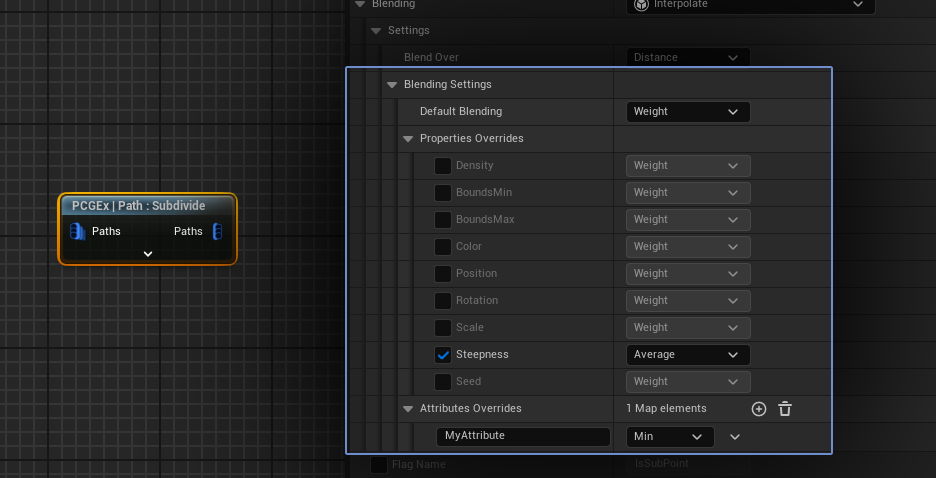 Blending
Interpolate
Settings
Blend Over
Distance
Blending Settings
Default Blending
Weight
Properties Overrides
Density
Weight
BoundsMin
Weight
BoundsMax
Weight
Color
Weight
Position
Weight
Rotation
Weight
Scale
Weight
Steepness
Average
Seed
Weight
Attributes Overrides
1 Map elements
MyAttribute
Min
Flag Name
IsSubPoint
PCGEx | Path : Subdivide
Paths
Paths